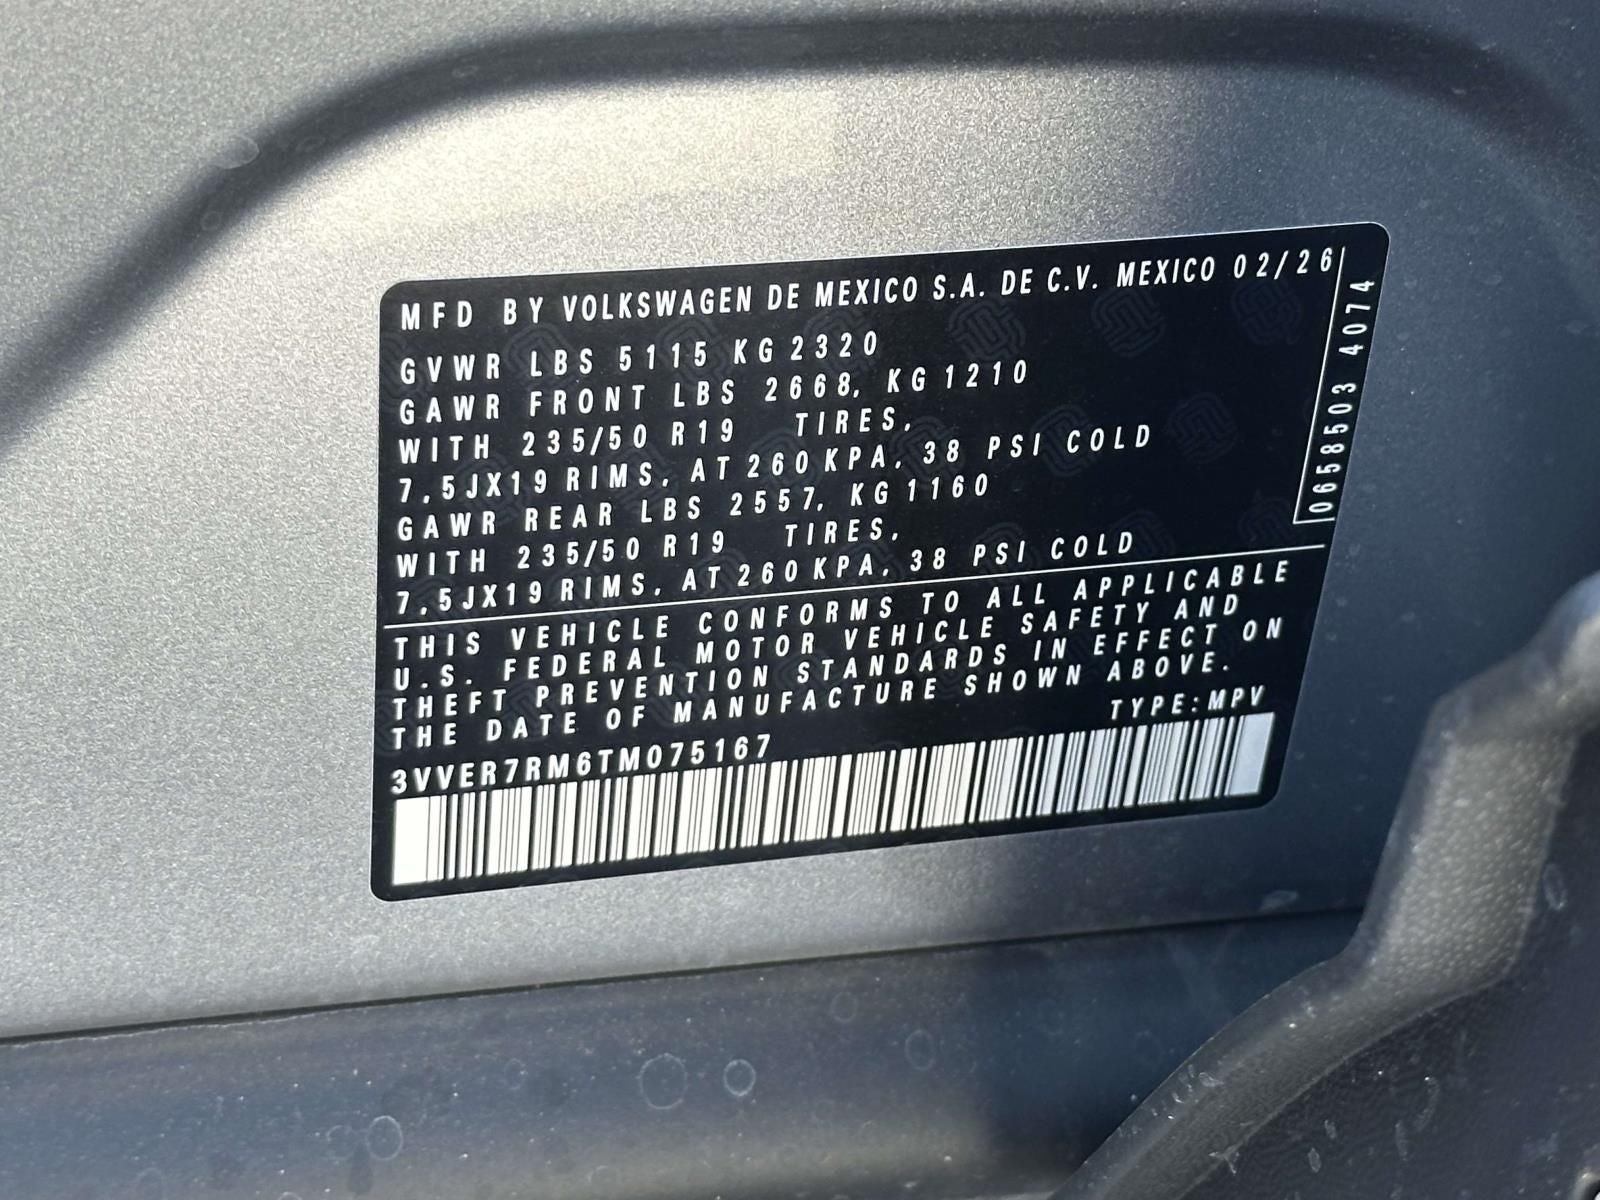 MFD BY VOLKSWAGEN DE MEXICO S.A. DE C.V. MEXICO 02/26
GVWR LBS 5115 KG 2320
GAWR FRONT LBS 2668, KG 1210
WITH 235/50 R19 TIRES,
7,5JX19 RIMS, AT 260 KPA, 38 PSI COLD
GAWR REAR LBS 2557, KG 1160
WITH 235/50 R19 TIRES,
7,5JX19 RIMS, AT 260 KPA, 38 PSI COLD
0658503 4074
THIS VEHICLE CONFORMS TO ALL APPLICABLE
U.S. FEDERAL MOTOR VEHICLE SAFETY AND
THEFT PREVENTION STANDARDS IN EFFECT ON
THE DATE OF MANUFACTURE SHOWN ABOVE.
TYPE:MPV
3VVER7RM6TM075167